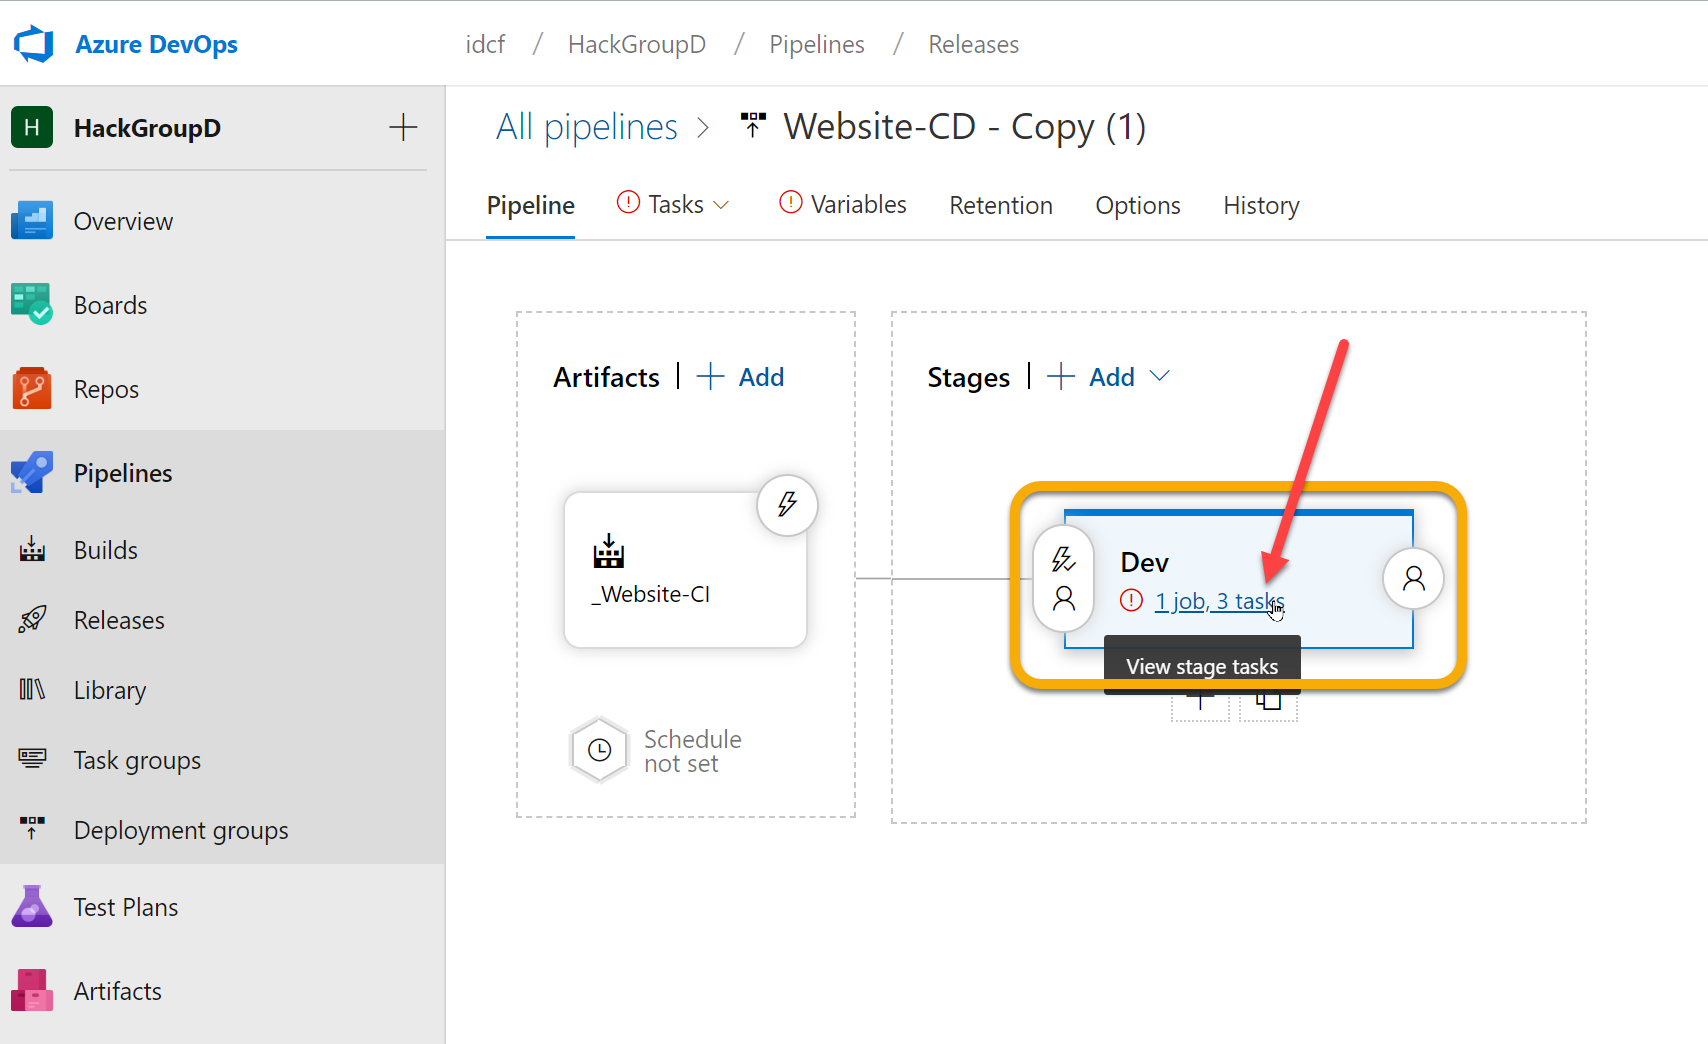 Azure DevOps
idcf / HackGroupD / Pipelines / Releases
H HackGroupD
Overview
Boards
Repos
Pipelines
Builds
Releases
Library
Task groups
Deployment groups
Test Plans
Artifacts
All pipelines > Website-CD - Copy (1)
Pipeline Tasks Variables Retention Options History
Artifacts | + Add
_Website-CI
Schedule
not set
Stages | + Add
Dev
1 job, 3 tasks
View stage tasks